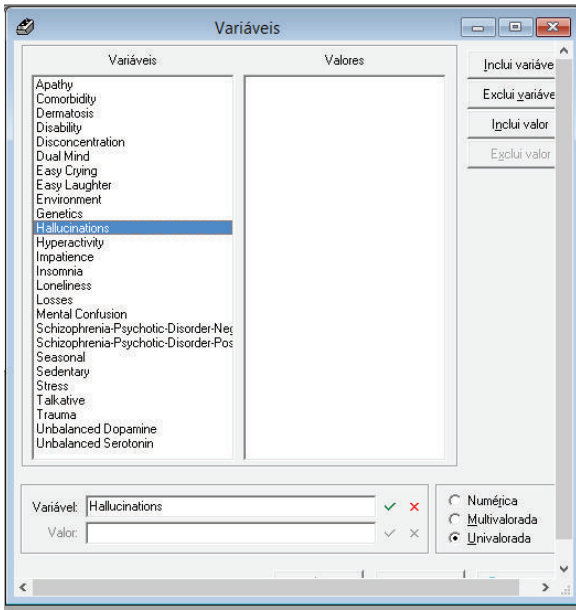 Variáveis
Variáveis
Valores
Apathy
Comorbidity
Dermatosis
Disability
Disconcentration
Dual Mind
Easy Crying
Easy Laughter
Environment
Genetics
Hallucinations
Hyperactivity
Impatience
Insomnia
Loneliness
Losses
Mental Confusion
Schizophrenia-Psychotic-Disorder-Neg
Schizophrenia-Psychotic-Disorder-Pos
Seasonal
Sedentary
Stress
Talkative
Trauma
Unbalanced Dopamine
Unbalanced Serotonin
Inclui variáve
Exclui variáve
Inclui valor
Exclui valor
Variável: Hallucinations
Valor:
Numérica
Multivalorada
Univalorada